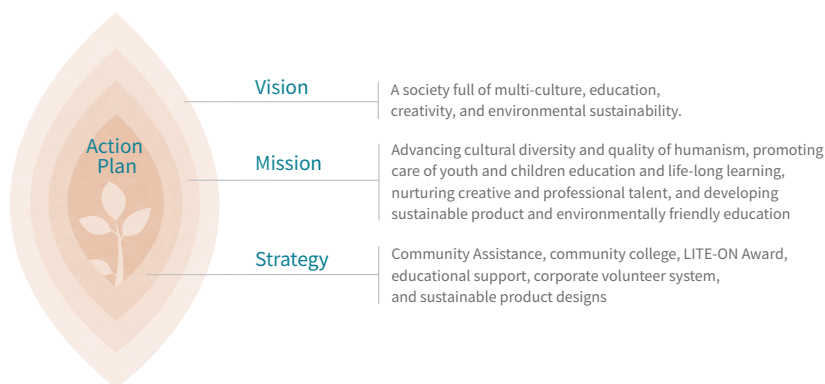 Action
Plan
Vision
A society full of multi-culture, education,
creativity, and environmental sustainability.
Mission
Advancing cultural diversity and quality of humanism, promoting
care of youth and children education and life-long learning,
nurturing creative and professional talent, and developing
sustainable product and environmentally friendly education
Strategy
Community Assistance, community college, LITE-ON Award,
educational support, corporate volunteer system,
and sustainable product designs